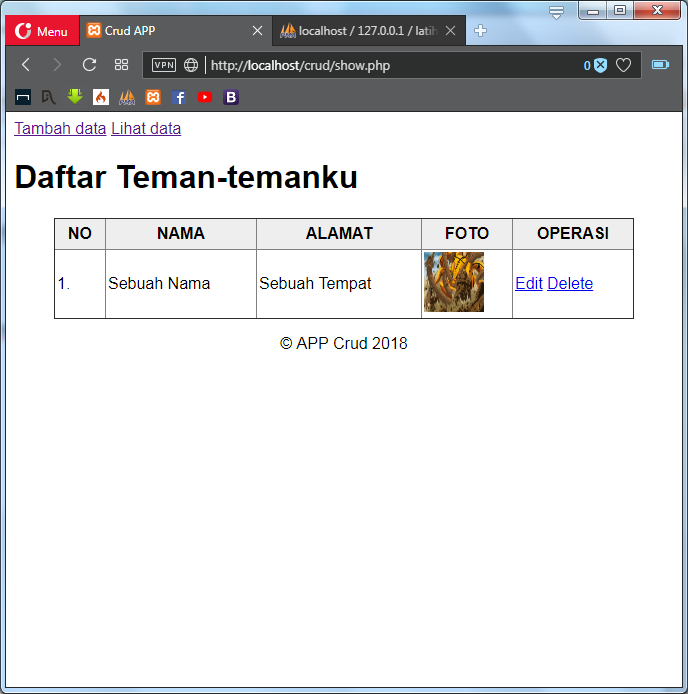 Menu
Crud APP
localhost / 127.0.0.1 / latih
VPN
http://localhost/crud/show.php
0
B
Tambah data Lihat data
Daftar Teman-temanku
NO NAMA ALAMAT FOTO OPERASI
1. Sebuah Nama Sebuah Tempat Edit Delete
© APP Crud 2018